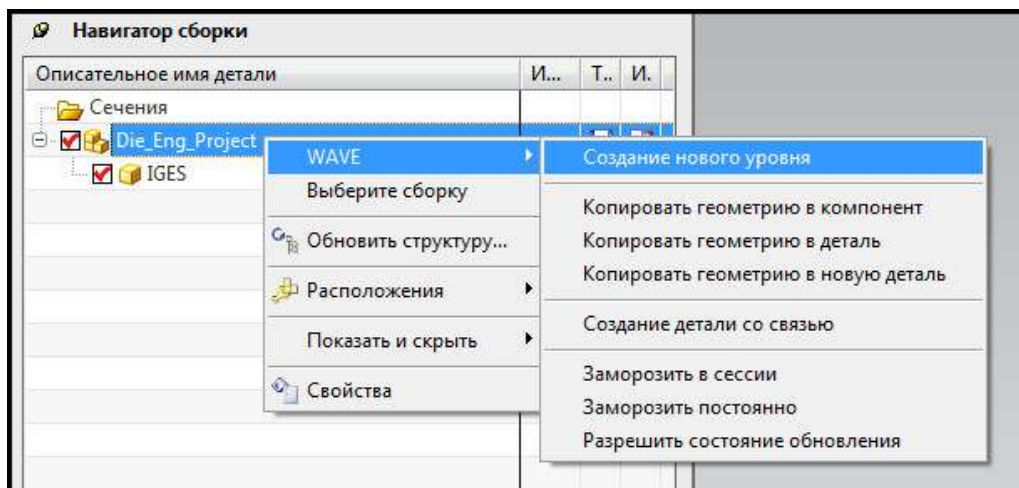 Навигатор сборки
Описательное имя детали И... Т.. И.
Сечения
Die_Eng_Project
IGES
WAVE
Выберите сборку
Обновить структуру...
Расположения
Показать и скрыть
Свойства
Создание нового уровня
Копировать геометрию в компонент
Копировать геометрию в деталь
Копировать геометрию в новую деталь
Создание детали со связью
Заморозить в сессии
Заморозить постоянно
Разрешить состояние обновления